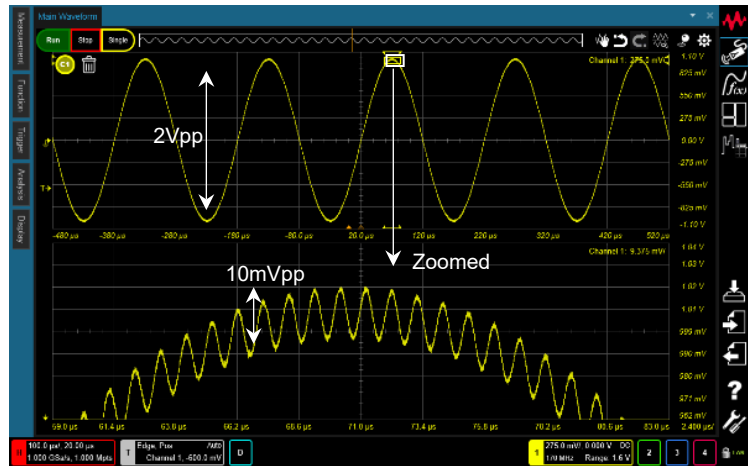 Main Waveform
Run Stop Single
Measurement
Function
Trigger
Analysis
Display
C1
Channel 1: 275.0 mV/
1.10 V
825 mV
550 mV
2Vpp
275 mV
0.00 V
-275 mV
T
-550 mV
-825 mV
-1.10 V
-480 µs -380 µs -280 µs -180 µs -80.0 µs 20.0 µs 120 µs 220 µs 320 µs 420 µs 520 µs
Zoomed
Channel 1: 9.375 mV/
1.04 V
1.03 V
10mVpp
1.02 V
1.01 V
995 mV
990 mV
980 mV
971 mV
962 mV
59.0 µs 61.4 µs 63.8 µs 66.2 µs 68.6 µs 71.0 µs 73.4 µs 75.8 µs 78.2 µs 80.6 µs 83.0 µs
2.400 µs/
H 100.0 µs/, 20.00 µs
1.000 GSa/s, 1.000 Mpts
T Edge, Pos Auto
Channel 1, -600.0 mV
D
1 275.0 mV/, 0.000 V DC
170 MHz Range: 1.6 V
2 3 4
f(x)
?